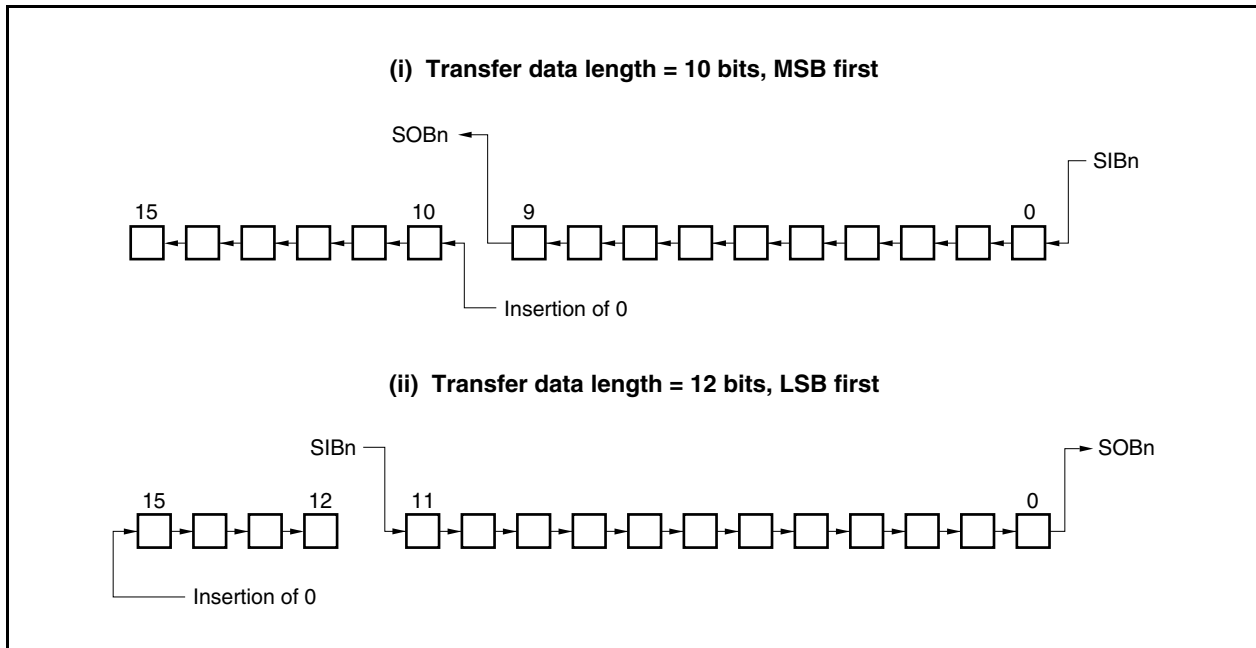 (i) Transfer data length = 10 bits, MSB first
SOBn
SIBn
15
10
9
0
Insertion of 0
(ii) Transfer data length = 12 bits, LSB first
SIBn
SOBn
15
12
11
0
Insertion of 0